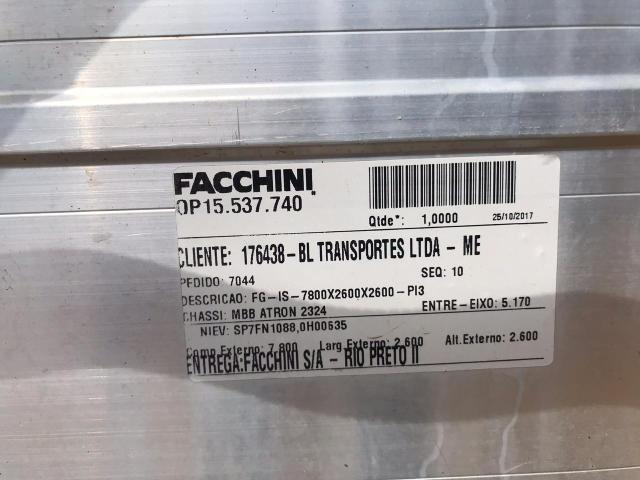 FACCHINI
OP15.537.740
Qtde*: 1,0000 25/10/2017
CLIENTE: 176438-BL TRANSPORTES LTDA - ME
PEDIDO: 7044 SEQ: 10
DESCRICAO: FG-IS-7800X2600X2600-PI3
CHASSI: MBB ATRON 2324 ENTRE-EIXO: 5.170
NIEV: SP7FN1088,0H00635
Comp Externo: 7.800 Larg Externo: 2.600 Alt.Externo: 2.600
ENTREGA:FACCHINI S/A - RIO PRETO II